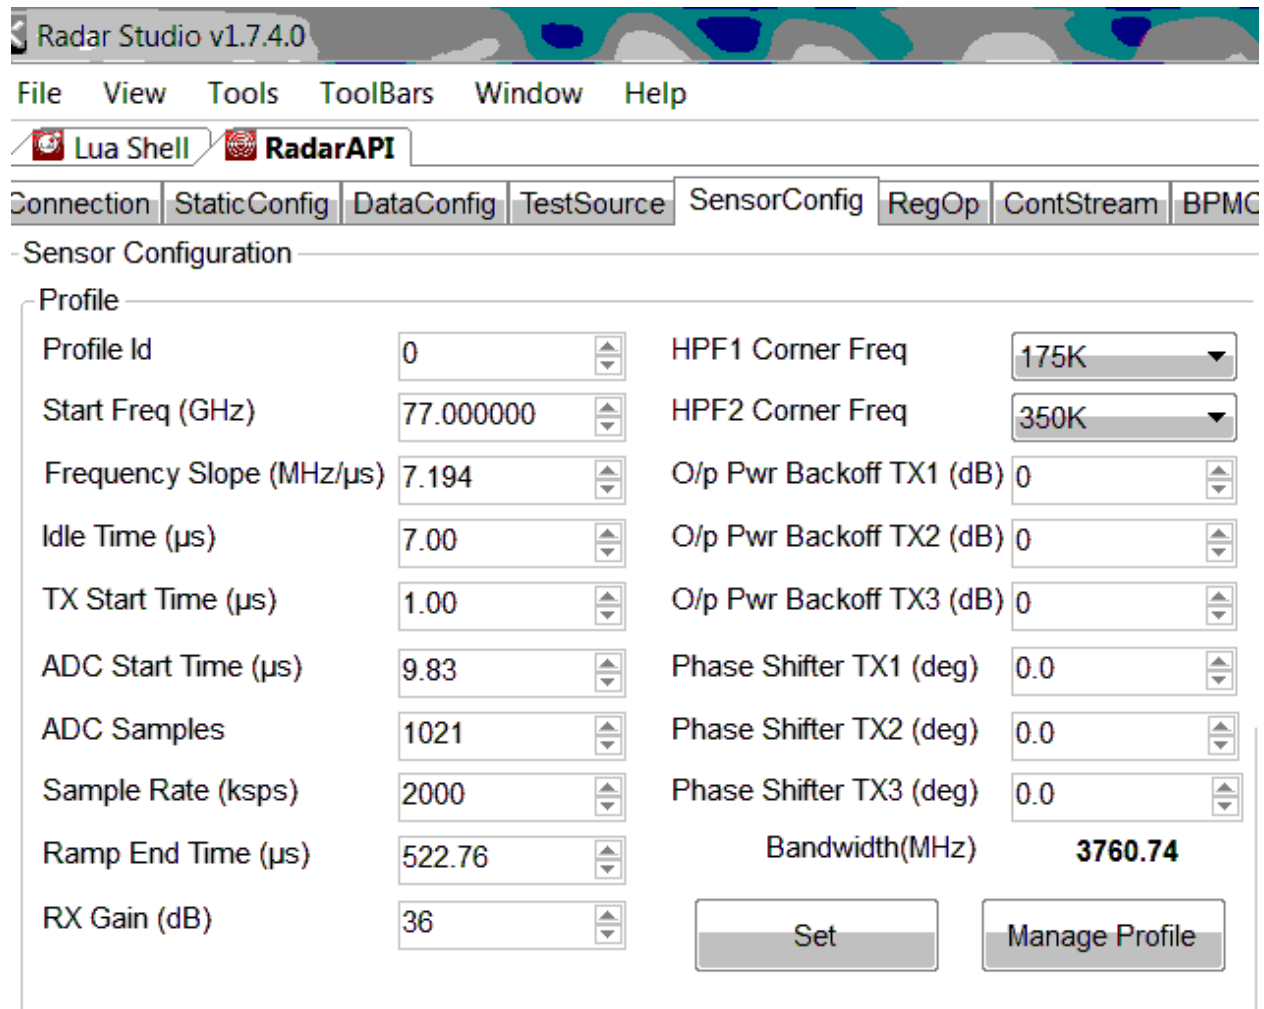 Radar Studio v1.7.4.0
File View Tools ToolBars Window Help
Lua Shell RadarAPI
Connection StaticConfig DataConfig TestSource SensorConfig RegOp ContStream BPMC
Sensor Configuration
Profile
Profile Id 0 HPF1 Corner Freq 175K
Start Freq (GHz) 77.000000 HPF2 Corner Freq 350K
Frequency Slope (MHz/µs) 7.194 O/p Pwr Backoff TX1 (dB) 0
Idle Time (µs) 7.00 O/p Pwr Backoff TX2 (dB) 0
TX Start Time (µs) 1.00 O/p Pwr Backoff TX3 (dB) 0
ADC Start Time (µs) 9.83 Phase Shifter TX1 (deg) 0.0
ADC Samples 1021 Phase Shifter TX2 (deg) 0.0
Sample Rate (ksps) 2000 Phase Shifter TX3 (deg) 0.0
Ramp End Time (µs) 522.76 Bandwidth(MHz) 3760.74
RX Gain (dB) 36 Set Manage Profile